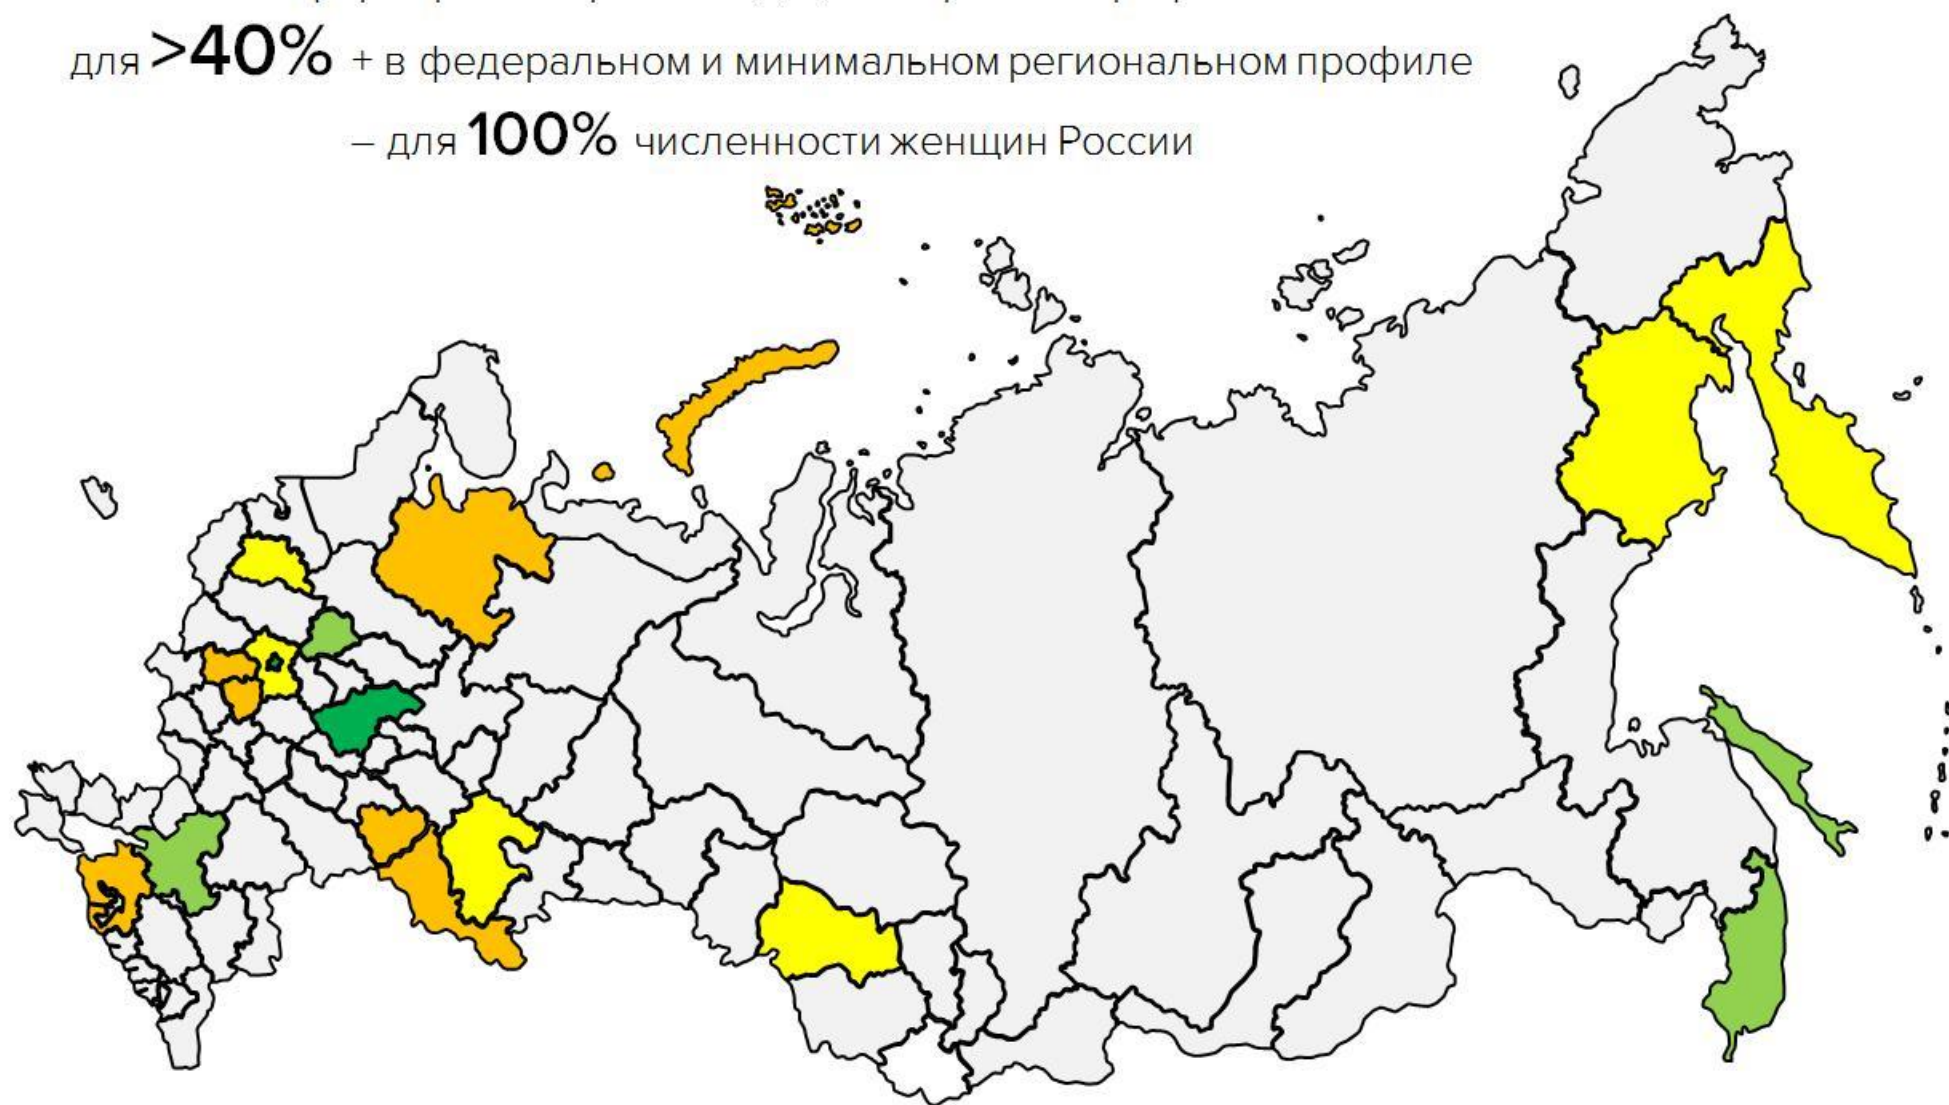 для >40% + в федеральном и минимальном региональном профиле
– для 100% численности женщин России